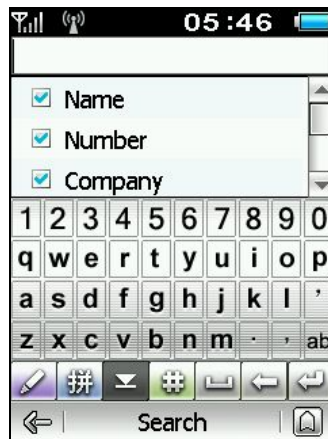 05:46
Name
Number
Company
1 2 3 4 5 6 7 8 9 0
q w e r t y u i o p
a s d f g h j k l '
z x c v b n m . , ab
拼 #
Search